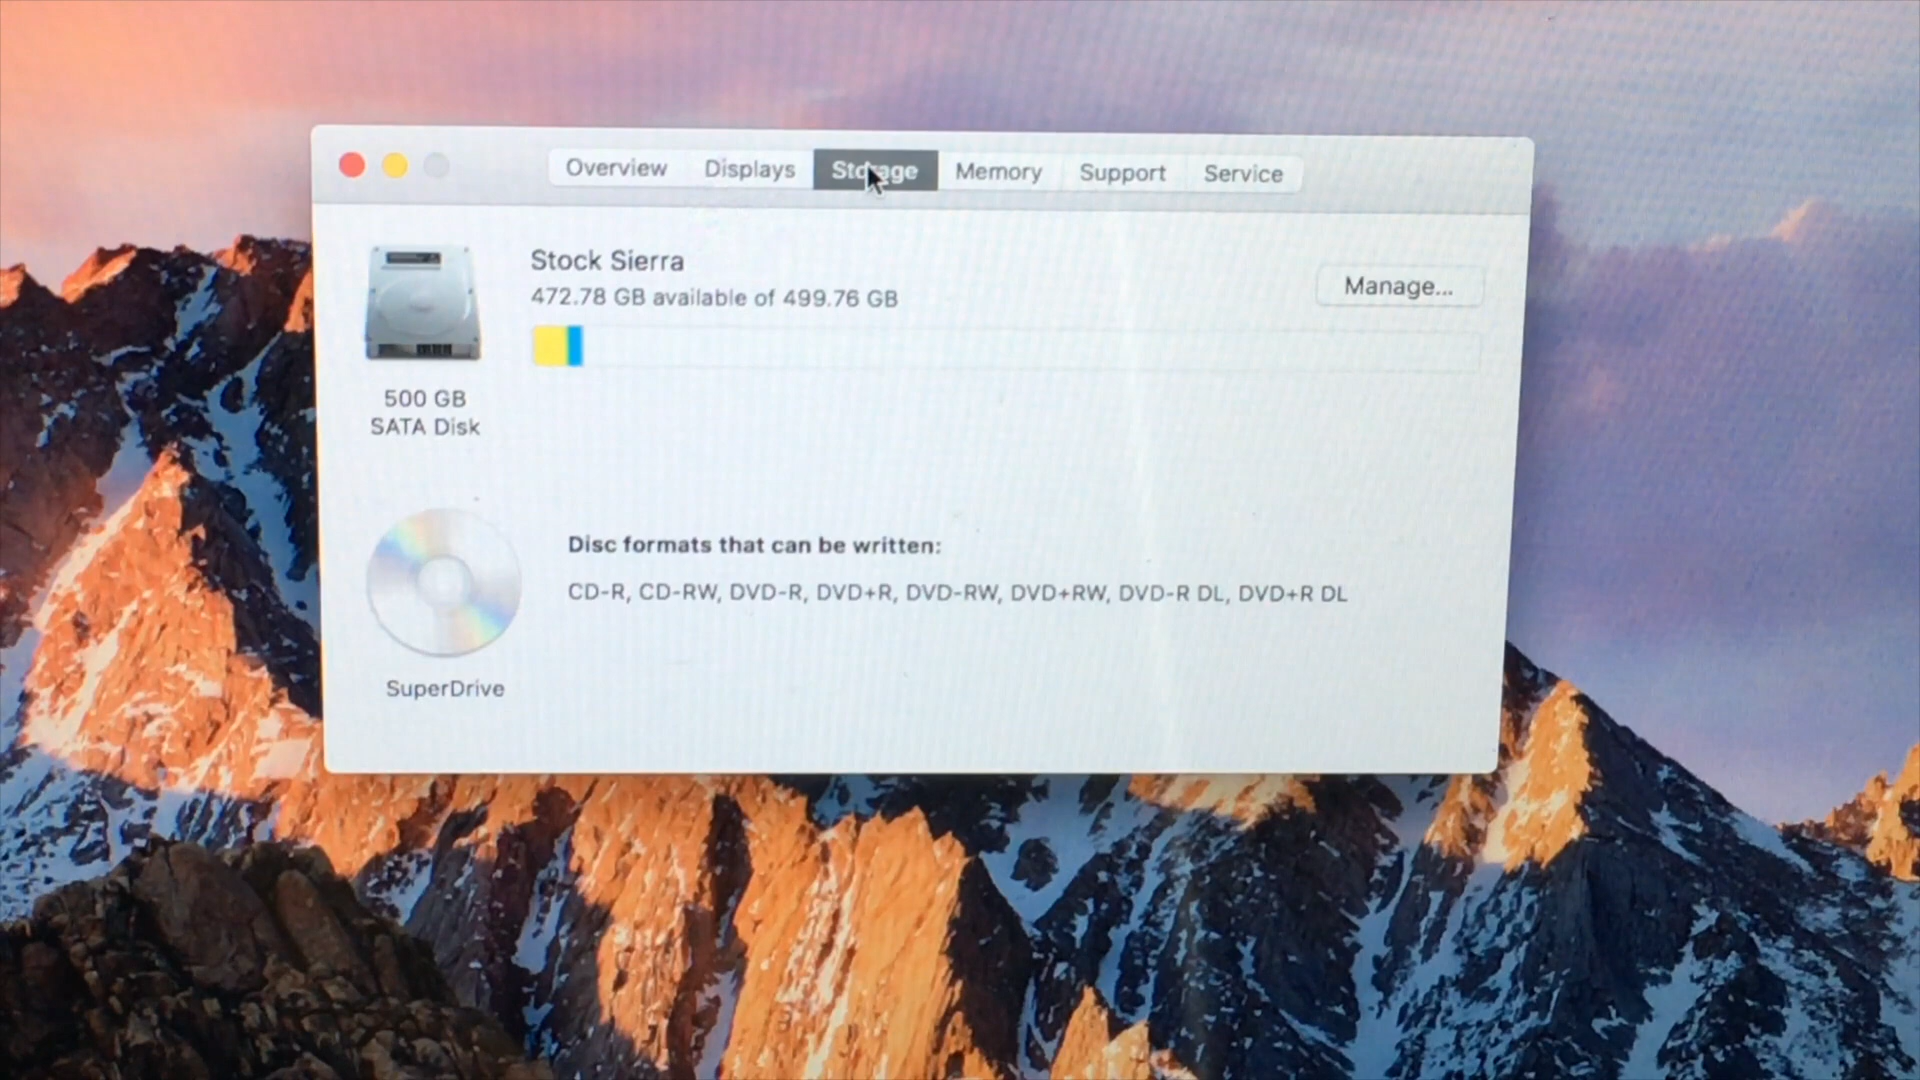 Overview Displays Storage Memory Support Service
Stock Sierra
472.78 GB available of 499.76 GB
Manage...
500 GB
SATA Disk
Disc formats that can be written:
CD-R, CD-RW, DVD-R, DVD+R, DVD-RW, DVD+RW, DVD-R DL, DVD+R DL
SuperDrive